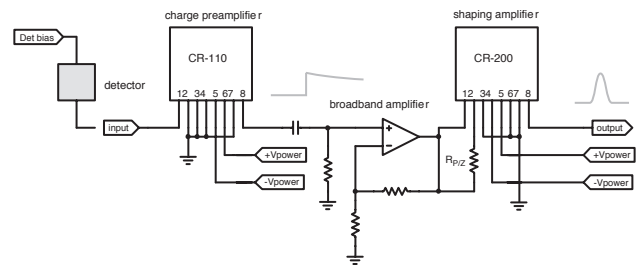 charge preamplifier
shaping amplifier
Det bias
CR-110
CR-200
detector
12 34 5 67 8
12 34 5 67 8
broadband amplifier
input
output
+Vpower
+Vpower
RP/Z
-Vpower
-Vpower
+
−